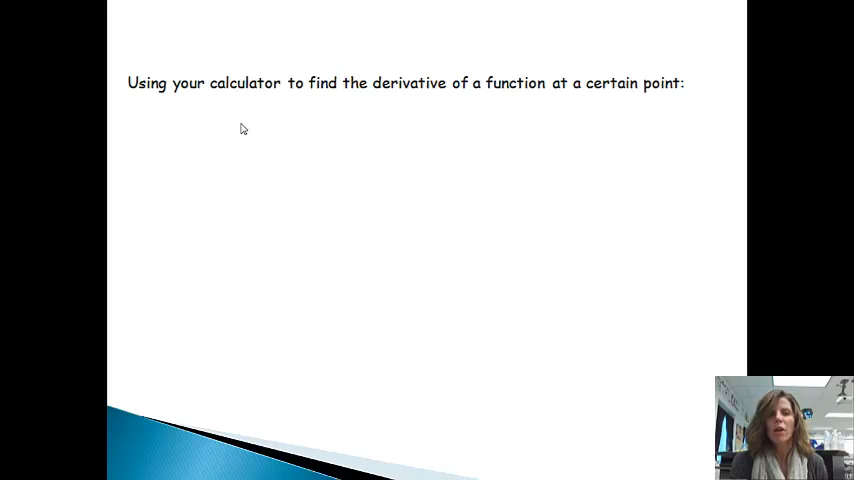 Using your calculator to find the derivative of a function at a certain point: